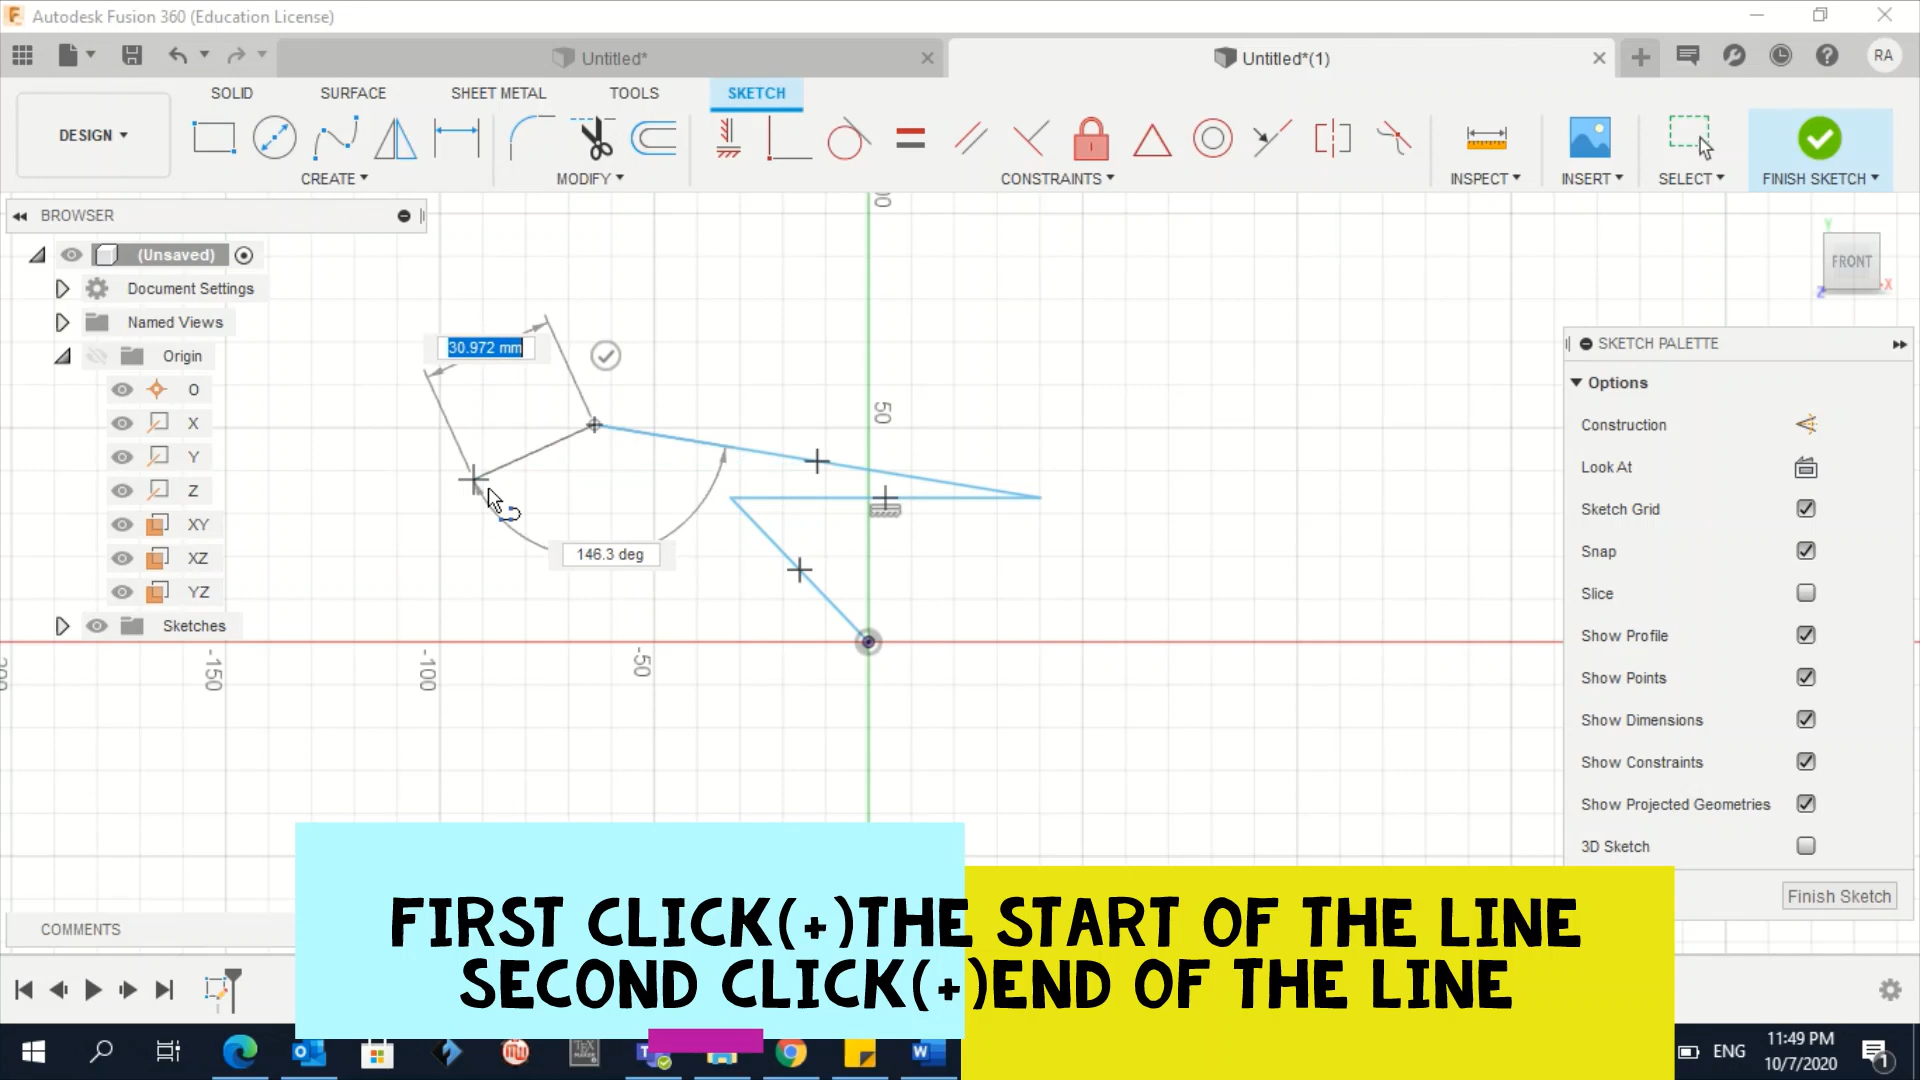 Autodesk Fusion 360 (Education License)
Untitled*
Untitled*(1)
RA
SOLID
SURFACE
SHEET METAL
TOOLS
SKETCH
DESIGN
CREATE
MODIFY
CONSTRAINTS
INSPECT
INSERT
SELECT
FINISH SKETCH
BROWSER
(Unsaved)
Document Settings
Named Views
Origin
O
X
Y
Z
XY
XZ
YZ
Sketches
30.972 mm
146.3 deg
50
-50
-100
-150
Y
FRONT
X
Z
SKETCH PALETTE
Options
Construction
Look At
Sketch Grid
Snap
Slice
Show Profile
Show Points
Show Dimensions
Show Constraints
Show Projected Geometries
3D Sketch
Finish Sketch
COMMENTS
FIRST CLICK(+)THE START OF THE LINE
SECOND CLICK(+)END OF THE LINE
ENG
11:49 PM
10/7/2020
1